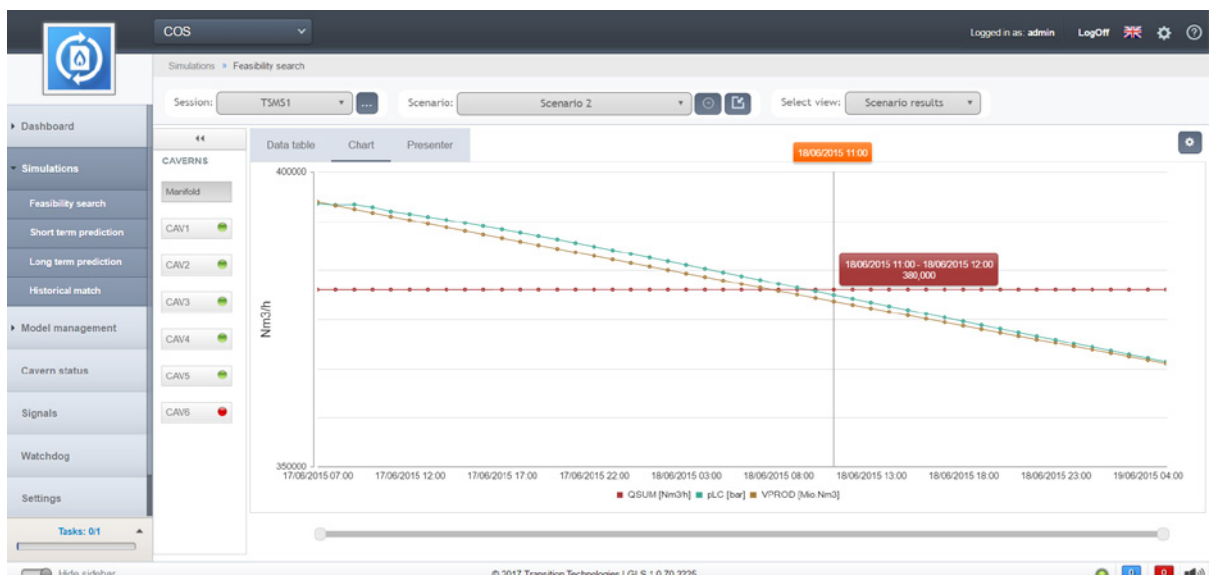 COS
Logged in as: admin LogOff
Simulations » Feasibility search
Session: TSMS1 ... Scenario: Scenario 2 Select view: Scenario results
Dashboard
Simulations
Feasibility search
Short term prediction
Long term prediction
Historical match
Model management
Cavern status
Signals
Watchdog
Settings
Tasks: 0/1
Hide sidebar
CAVERNS
Manifold
CAV1
CAV2
CAV3
CAV4
CAV5
CAV6
Data table Chart Presenter
18/06/2015 11:00
400000
18/06/2015 11:00 - 18/06/2015 12:00
380,000
Nm3/h
350000
17/06/2015 07:00 17/06/2015 12:00 17/06/2015 17:00 17/06/2015 22:00 18/06/2015 03:00 18/06/2015 08:00 18/06/2015 13:00 18/06/2015 18:00 18/06/2015 23:00 19/06/2015 04:00
QSUM [Nm3/h] pLC [bar] VPROD [Mio.Nm3]
© 2017 Transition Technologies | GLS 1.0.70.3225
0 0